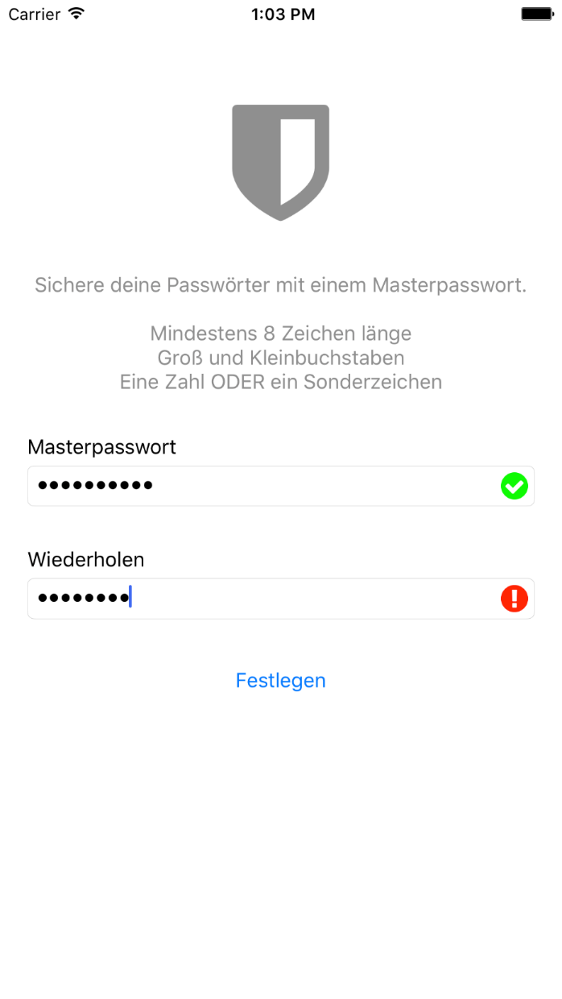 Carrier 1:03 PM
Sichere deine Passwörter mit einem Masterpasswort.
Mindestens 8 Zeichen länge
Groß und Kleinbuchstaben
Eine Zahl ODER ein Sonderzeichen
Masterpasswort
••••••••••
Wiederholen
••••••••
Festlegen